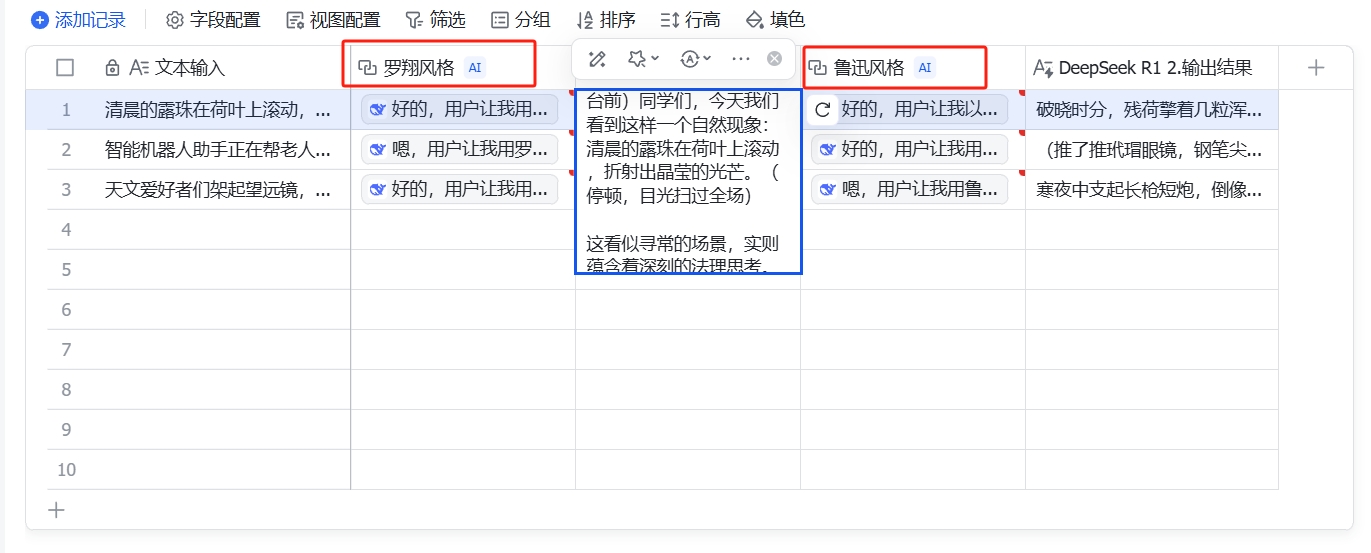 添加记录 字段配置 视图配置 筛选 分组 排序 行高 填色
文本输入 罗翔风格 AI 鲁迅风格 AI DeepSeek R1 2.输出结果
1 清晨的露珠在荷叶上滚动，... 好的，用户让我用... 好的，用户让我以... 破晓时分，残荷擎着几粒浑...
台前）同学们，今天我们
看到这样一个自然现象：
2 智能机器人助手正在帮老人... 嗯，用户让我用罗... 好的，用户让我用... （推了推玳瑁眼镜，钢笔尖...
清晨的露珠在荷叶上滚动
，折射出晶莹的光芒。（
3 天文爱好者们架起望远镜，... 好的，用户让我用... 嗯，用户让我用鲁... 寒夜中支起长枪短炮，倒像...
停顿，目光扫过全场）
4
这看似寻常的场景，实则
蕴含着深刻的法理思考。
5
6
7
8
9
10